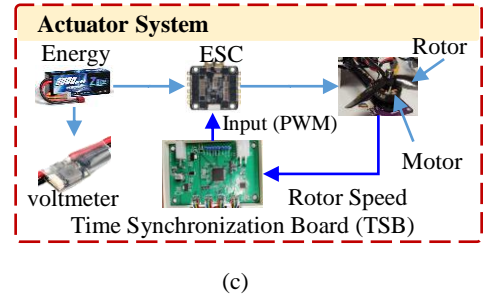 Actuator System
Energy
ESC
Rotor
Input (PWM)
Motor
voltmeter
Rotor Speed
Time Synchronization Board (TSB)
(c)